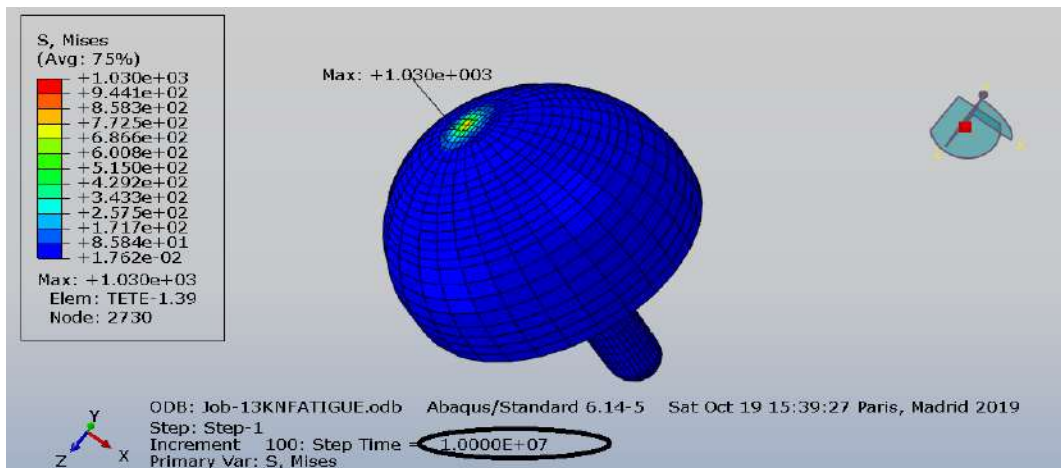 S, Mises
(Avg: 75%)
+1.030e+03
+9.441e+02
+8.583e+02
+7.725e+02
+6.866e+02
+6.008e+02
+5.150e+02
+4.292e+02
+3.433e+02
+2.575e+02
+1.717e+02
+8.584e+01
+1.762e-02
Max: +1.030e+03
Elem: TETE-1.39
Node: 2730
Max: +1.030e+003
ODB: Job-13KNFATIGUE.odb Abaqus/Standard 6.14-5 Sat Oct 19 15:39:27 Paris, Madrid 2019
Step: Step-1
Increment 100: Step Time = 1.0000E+07
Primary Var: S, Mises
Y
Z X